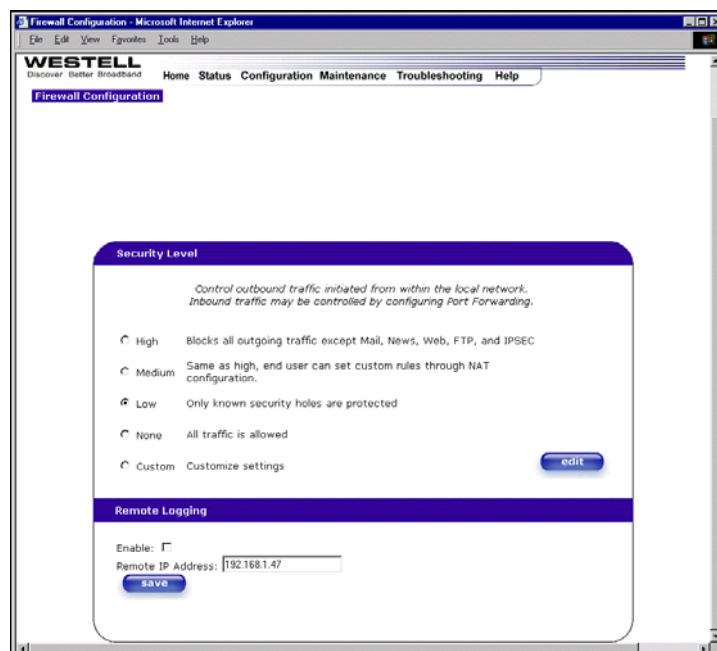 Firewall Configuration - Microsoft Internet Explorer
File Edit View Favorites Tools Help
WESTELL
Discover Better Broadband
Home Status Configuration Maintenance Troubleshooting Help
Firewall Configuration
Security Level
Control outbound traffic initiated from within the local network.
Inbound traffic may be controlled by configuring Port Forwarding.
High Blocks all outgoing traffic except Mail, News, Web, FTP, and IPSEC
Medium Same as high, end user can set custom rules through NAT
configuration.
Low Only known security holes are protected
None All traffic is allowed
Custom Customize settings
edit
Remote Logging
Enable:
Remote IP Address: 192.168.1.47
save